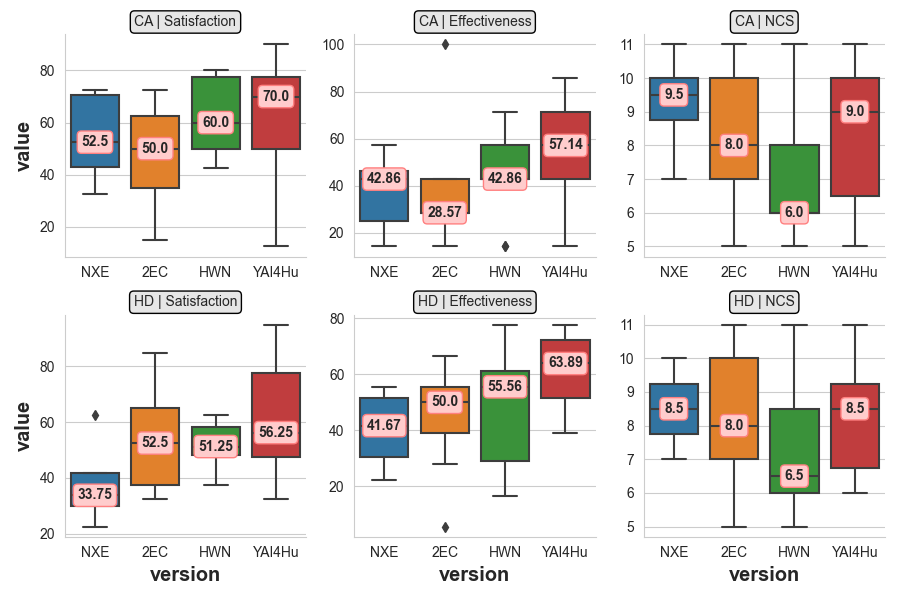 CA | Satisfaction
CA | Effectiveness
CA | NCS
value
80
60
40
20
52.5
50.0
60.0
70.0
NXE
2EC
HWN
YAI4Hu
100
80
60
40
20
42.86
28.57
42.86
57.14
NXE
2EC
HWN
YAI4Hu
11
10
9
8
7
6
5
9.5
8.0
6.0
9.0
NXE
2EC
HWN
YAI4Hu
HD | Satisfaction
HD | Effectiveness
HD | NCS
value
80
60
40
20
33.75
52.5
51.25
56.25
NXE
2EC
HWN
YAI4Hu
version
80
60
40
20
41.67
50.0
55.56
63.89
NXE
2EC
HWN
YAI4Hu
version
11
10
9
8
7
6
5
8.5
8.0
6.5
8.5
NXE
2EC
HWN
YAI4Hu
version